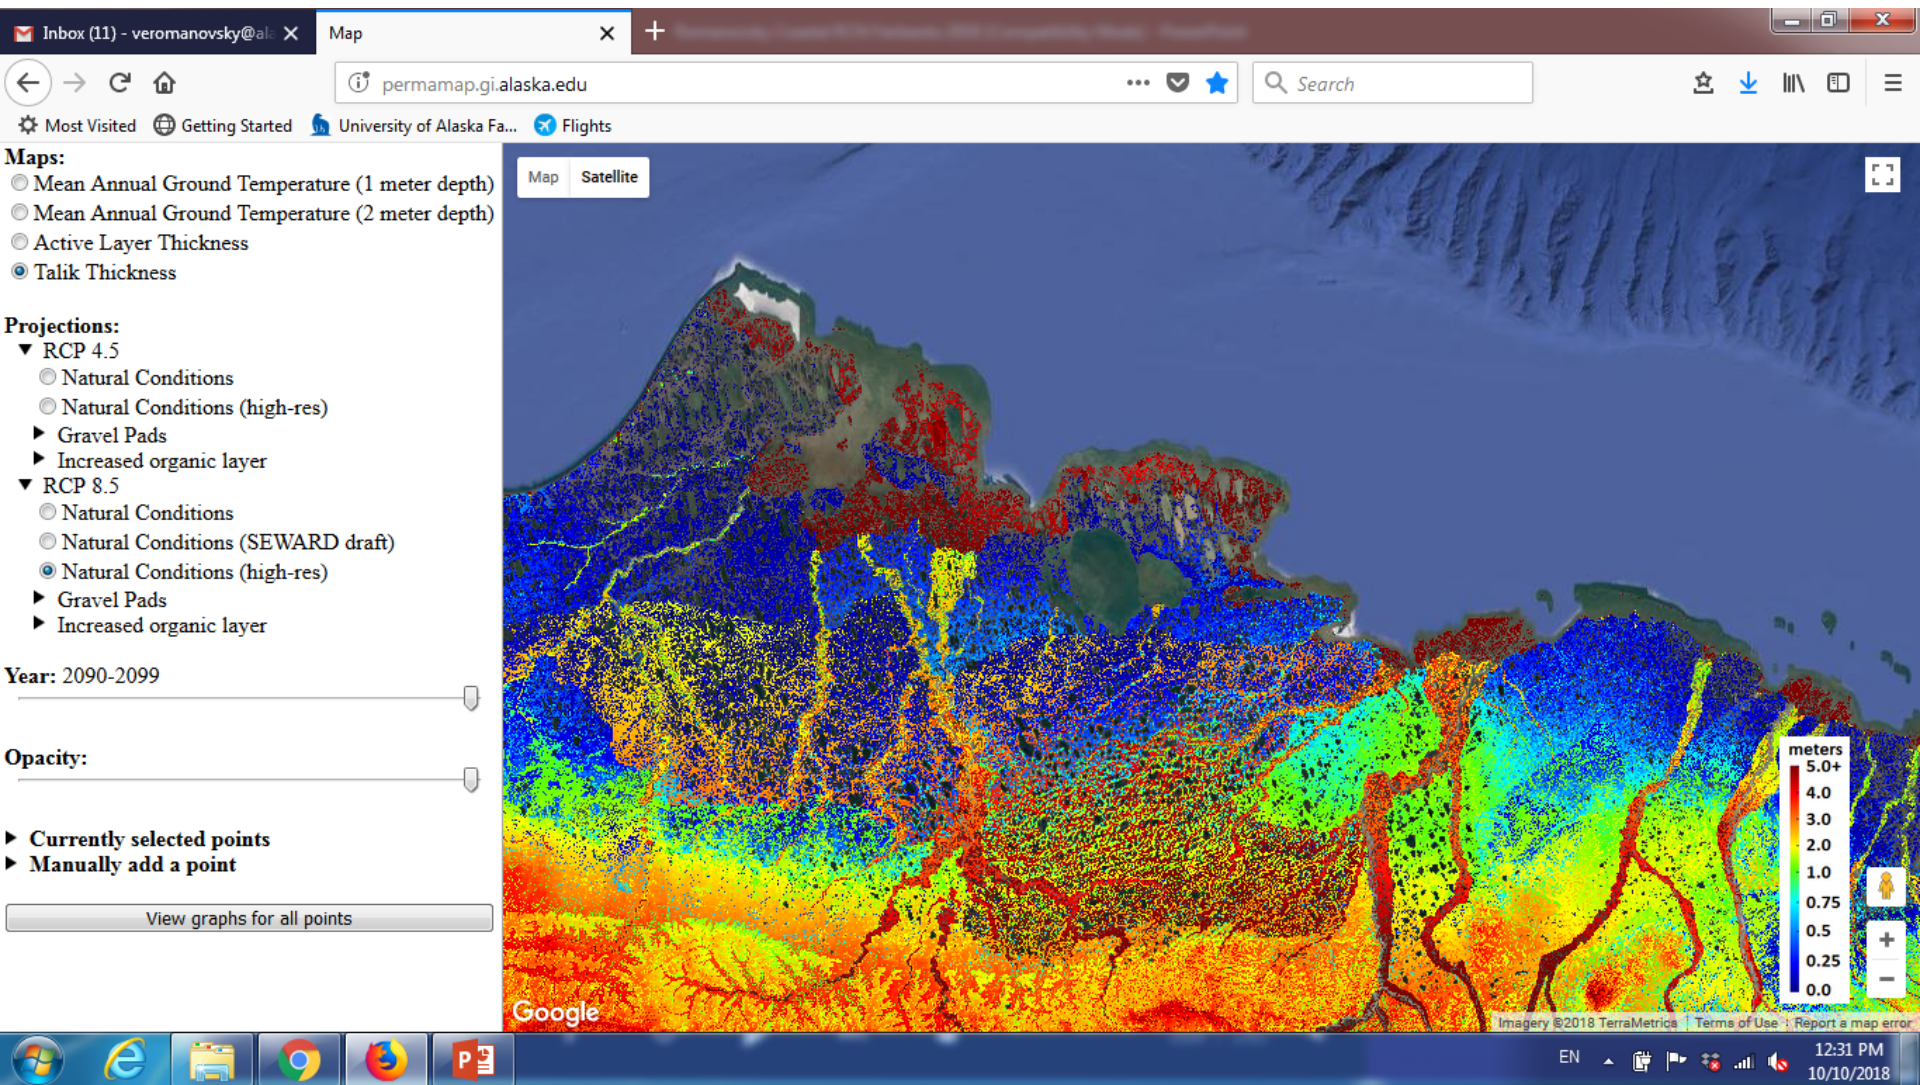 Inbox (11) - veromanovsky@ala
Map
permamap.gi.alaska.edu
Search
Most Visited
Getting Started
University of Alaska Fa...
Flights
Maps:
Mean Annual Ground Temperature (1 meter depth)
Mean Annual Ground Temperature (2 meter depth)
Active Layer Thickness
Talik Thickness
Projections:
RCP 4.5
Natural Conditions
Natural Conditions (high-res)
Gravel Pads
Increased organic layer
RCP 8.5
Natural Conditions
Natural Conditions (SEWARD draft)
Natural Conditions (high-res)
Gravel Pads
Increased organic layer
Year: 2090-2099
Opacity:
Currently selected points
Manually add a point
View graphs for all points
Map
Satellite
meters
5.0+
4.0
3.0
2.0
1.0
0.75
0.5
0.25
0.0
Google
Imagery ©2018 TerraMetrics
Terms of Use
Report a map error
EN
12:31 PM
10/10/2018